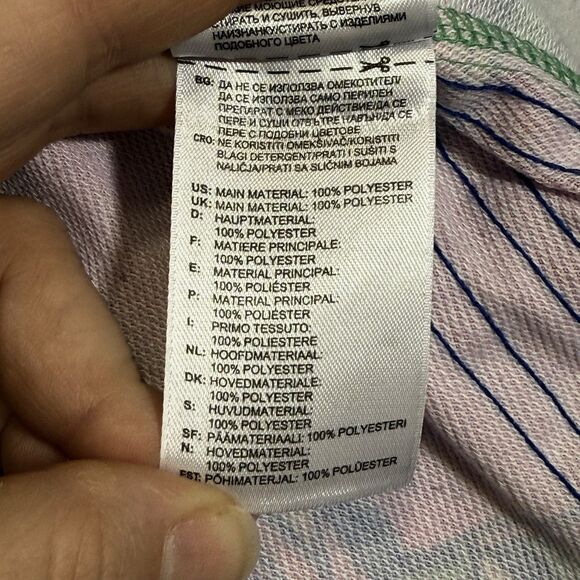 МОЮЩИЕ СРЕДСТВА
СТИРАТЬ И СУШИТЬ, ВЫВЕРНУВ
НАИЗНАНКУ/СТИРАТЬ С ИЗДЕЛИЯМИ
ПОДОБНОГО ЦВЕТА
BG: ДА НЕ СЕ ИЗПОЛЗВА ОМЕКОТИТЕЛ/
ДА СЕ ИЗПОЛЗВА САМО ПЕРИЛЕН
ПРЕПАРАТ С МЕКО ДЕЙСТВИЕ/ДА СЕ
ПЕРЕ И СУШИ ОТВЪТРЕ НАВЪН/ДА СЕ
ПЕРЕ С ПОДОБНИ ЦВЕТОВЕ
CRO: NE KORISTITI OMEKŠIVAČ/KORISTITI
BLAGI DETERGENT/PRATI I SUŠITI S
NALIČJA/PRATI SA SLIČNIM BOJAMA
US: MAIN MATERIAL: 100% POLYESTER
UK: MAIN MATERIAL: 100% POLYESTER
D: HAUPTMATERIAL:
100% POLYESTER
F: MATIERE PRINCIPALE:
100% POLYESTER
E: MATERIAL PRINCIPAL:
100% POLIÉSTER
P: MATERIAL PRINCIPAL:
100% POLIÉSTER
I: PRIMO TESSUTO:
100% POLIESTERE
NL: HOOFDMATERIAAL:
100% POLYESTER
DK: HOVEDMATERIALE:
100% POLYESTER
S: HUVUDMATERIAL:
100% POLYESTER
SF: PÄÄMATERIAALI: 100% POLYESTERI
N: HOVEDMATERIAL:
100% POLYESTER
EST: PÕHIMATERJAL: 100% POLÜESTER